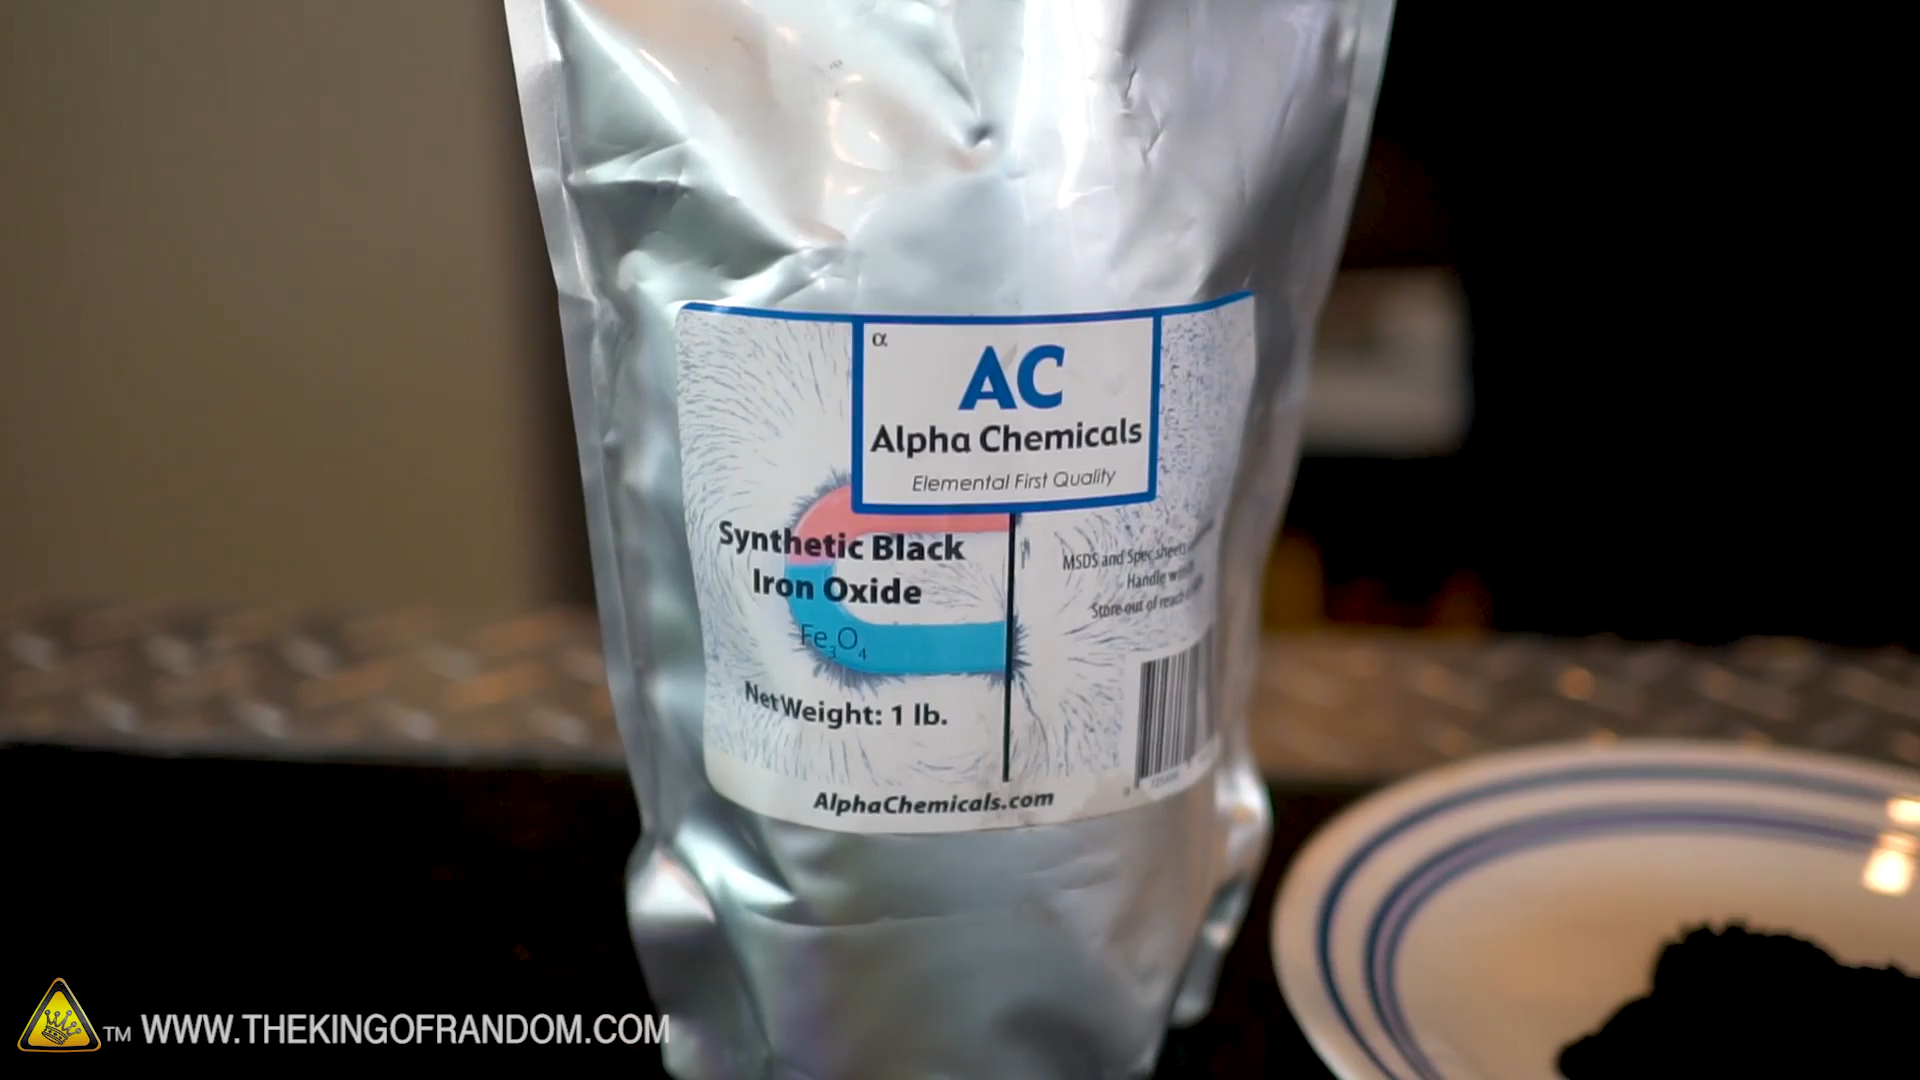 α
AC
Alpha Chemicals
Elemental First Quality
Synthetic Black
Iron Oxide
Fe₃O₄
Net Weight: 1 lb.
MSDS and Spec sheets
Handle
Store out of reach
AlphaChemicals.com
TM WWW.THEKINGOFRANDOM.COM